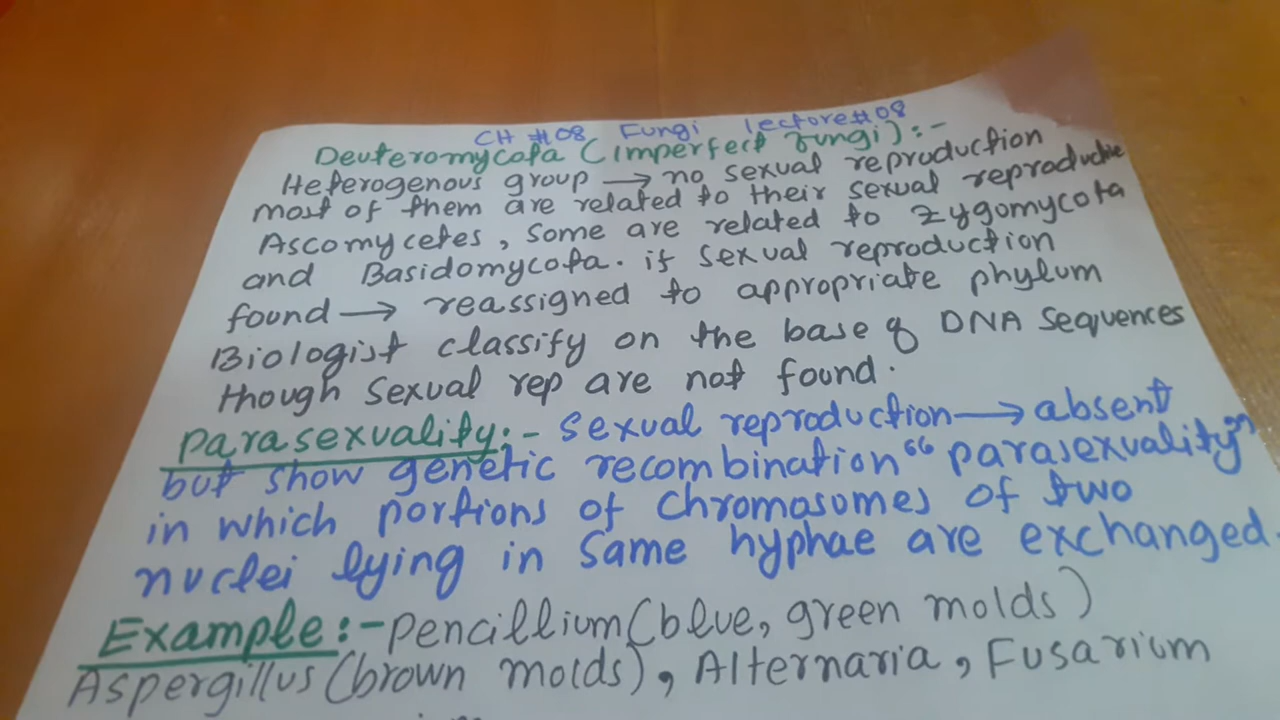 CH #08 Fungi lecture#08
Deuteromycota (imperfect fungi):-
Heterogenous group → no sexual reproduction
most of them are related to their sexual reproductive
Ascomycetes, some are related to Zygomycota
and Basidomycota. if sexual reproduction
found → reassigned to appropriate phylum
Biologist classify on the base of DNA sequences
though sexual rep are not found.
Parasexuality:- sexual reproduction → absent
but show genetic recombination "parasexuality"
in which portions of chromosomes of two
nuclei lying in same hyphae are exchanged.
Example:- Pencillium (blue, green molds)
Aspergillus (brown molds), Alternaria, Fusarium